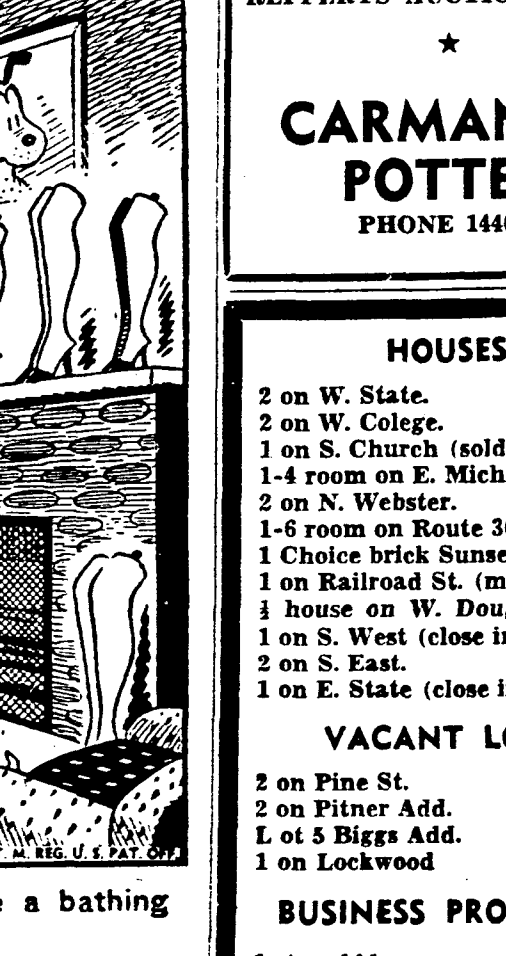 M. REG. U. S. PAT. OFF.
a bathing
★
CARMAN
POTTE
PHONE 144
HOUSES
2 on W. State.
2 on W. Colege.
1 on S. Church (sold
1-4 room on E. Mich
2 on N. Webster.
1-6 room on Route 3
1 Choice brick Sunse
1 on Railroad St. (m
½ house on W. Dou
1 on S. West (close i
2 on S. East.
1 on E. State (close i
VACANT L
2 on Pine St.
2 on Pitner Add.
L ot 5 Biggs Add.
1 on Lockwood
BUSINESS PRO